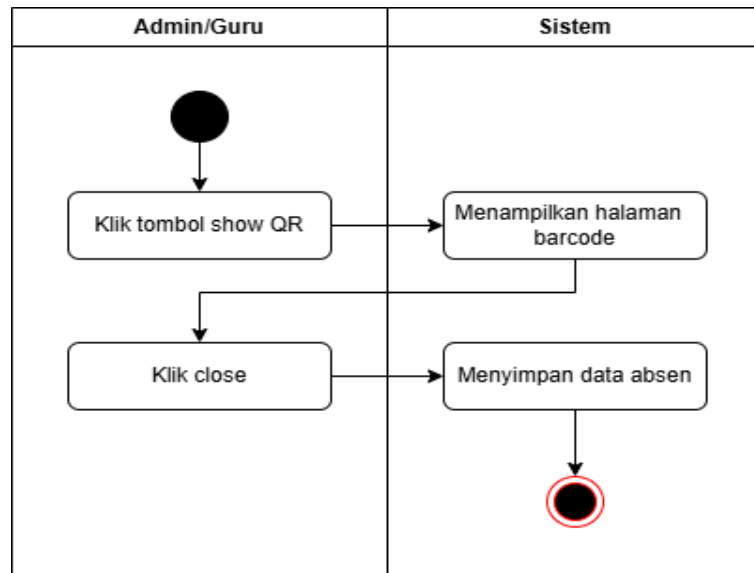 Admin/Guru
Sistem
Klik tombol show QR
Menampilkan halaman
barcode
Klik close
Menyimpan data absen